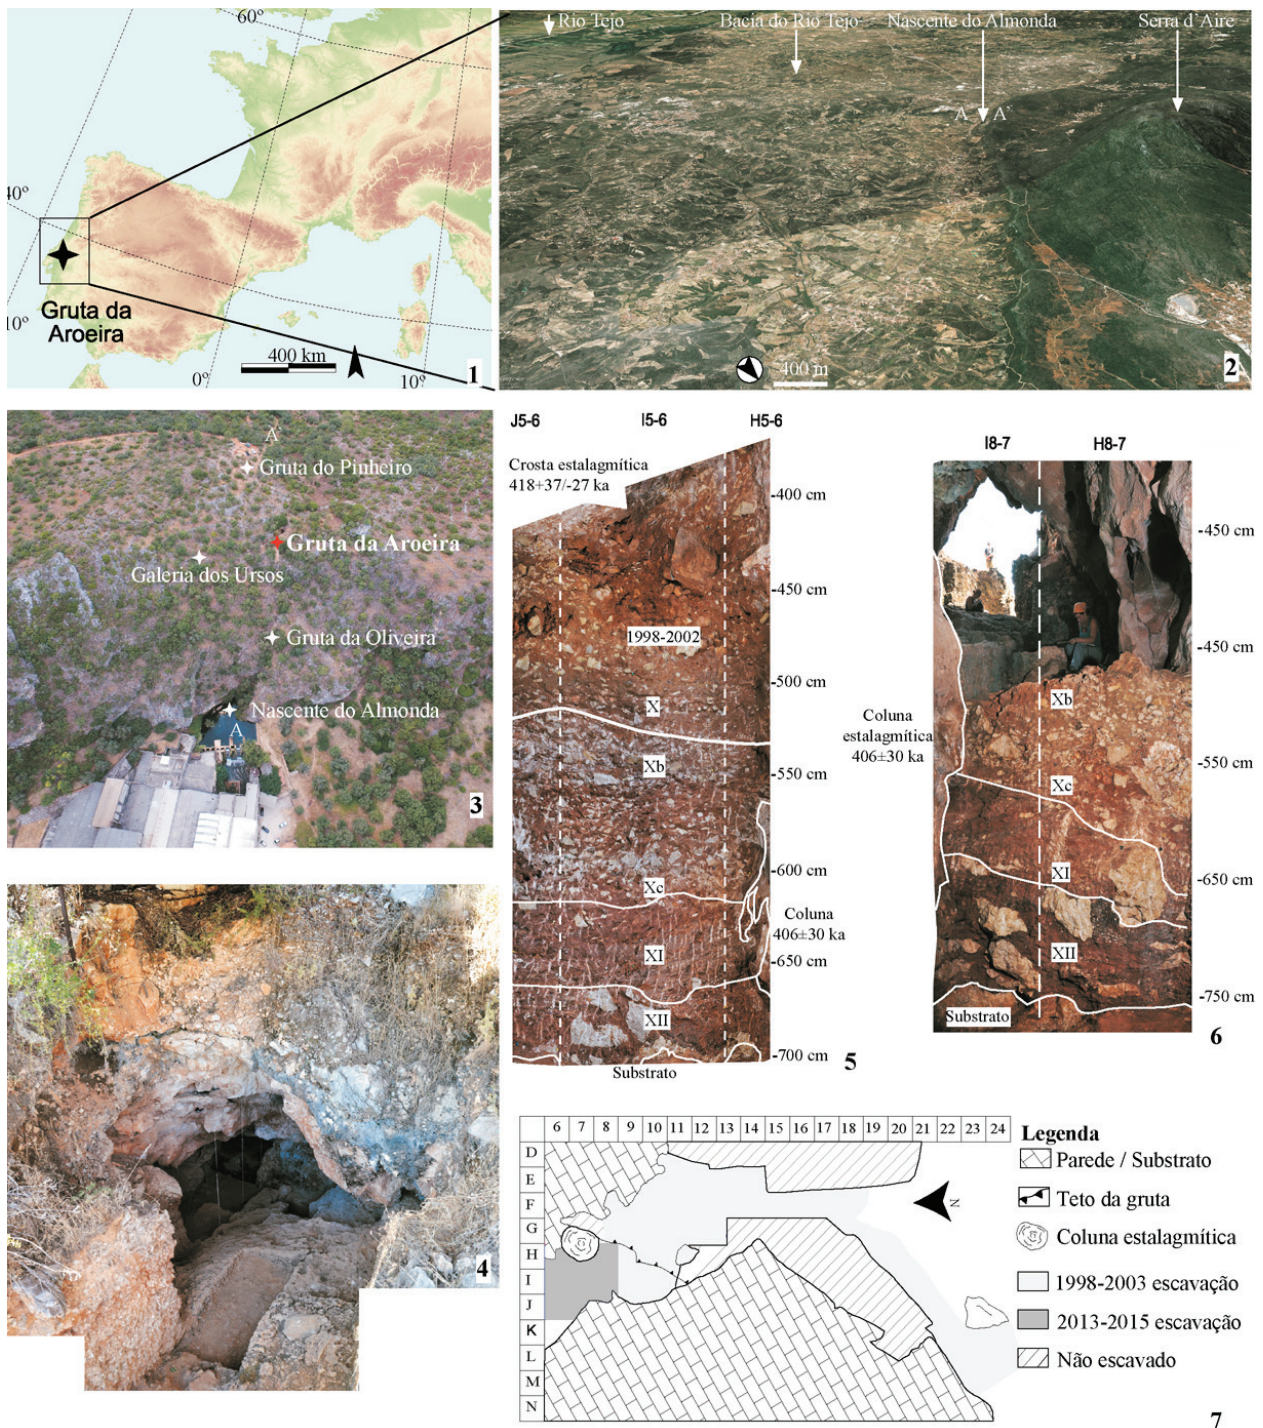 60º
40º
Gruta da
Aroeira
10º
400 km
0º
10º
1
Rio Tejo
Bacia do Rio Tejo
Nascente do Almonda
Serra d'Aire
A A'
400 m
2
A'
Gruta do Pinheiro
Gruta da Aroeira
Galeria dos Ursos
Gruta da Oliveira
Nascente do Almonda
A
3
4
J5-6 I5-6 H5-6
Crosta estalagmítica
418+37/-27 ka
-400 cm
-450 cm
1998-2002
-500 cm
X
Xb
-550 cm
-600 cm
Xc
Coluna
406±30 ka
XI
-650 cm
XII
-700 cm
Substrato
5
I8-7 H8-7
-450 cm
-450 cm
Xb
Coluna
estalagmítica
406±30 ka
-550 cm
Xc
XI
-650 cm
XII
-750 cm
Substrato
6
6 7 8 9 10 11 12 13 14 15 16 17 18 19 20 21 22 23 24
D
E
F
G
H
I
J
K
L
M
N
N
Legenda
Parede / Substrato
Teto da gruta
Coluna estalagmítica
1998-2003 escavação
2013-2015 escavação
Não escavado
7